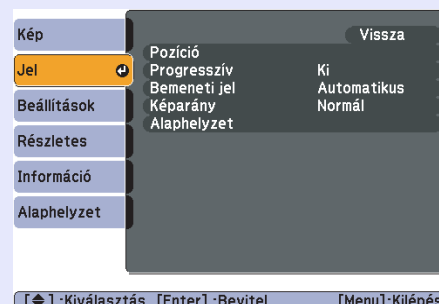 Kép
Jel
Beállítások
Részletes
Információ
Alaphelyzet
Vissza
Pozíció
Progresszív Ki
Bemeneti jel Automatikus
Képarány Normál
Alaphelyzet
[ ] :Kiválasztás [Enter] :Bevitel [Menu]:Kilépés